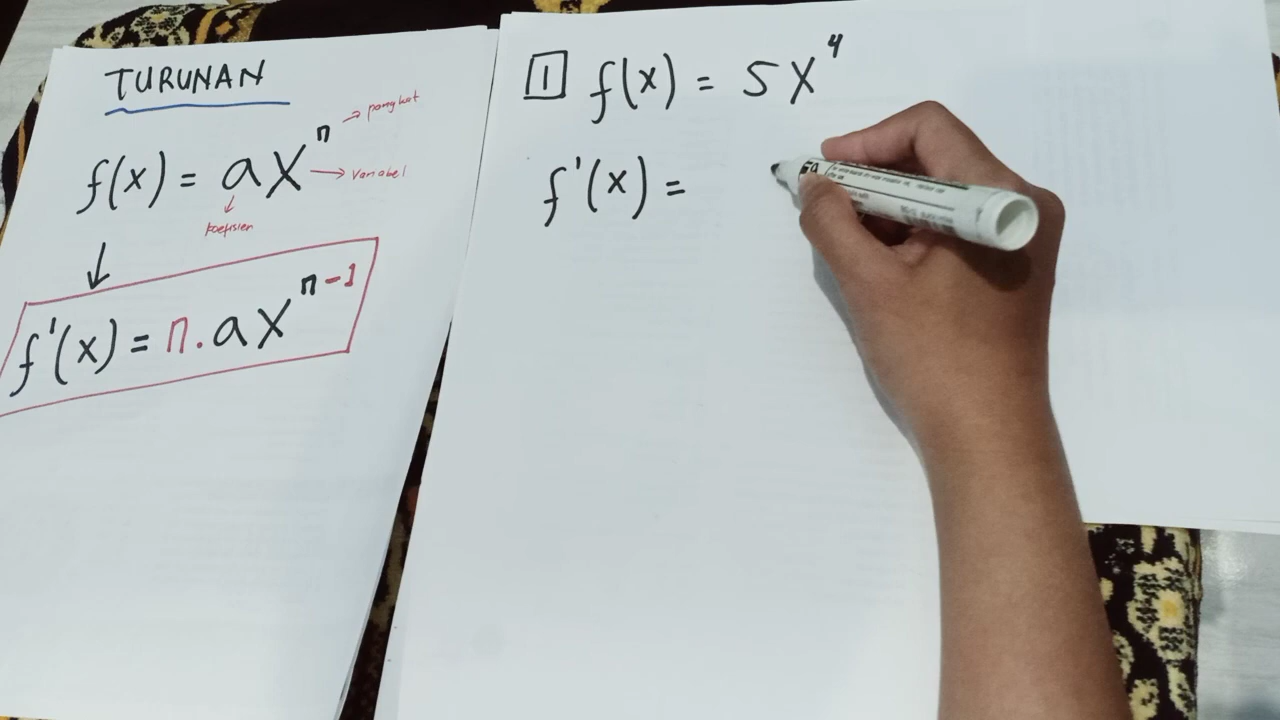 TURUNAN
f(x) = ax^n → pangkat
→ Variabel
↓
koefisien
↓
f'(x) = n.ax^n-1
1 f(x) = 5x^4
f'(x) =